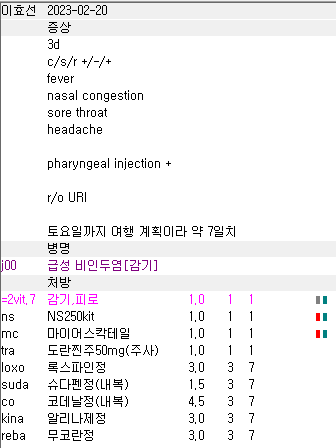 이효선 2023-02-20
증상
3d
c/s/r +/-/+
fever
nasal congestion
sore throat
headache
pharyngeal injection +
r/o URI
토요일까지 여행 계획이라 약 7일치
병명
j00 급성 비인두염[감기]
처방
=2vit,7 감기,피로 1,0 1 1
ns NS250kit 1,0 1 1
mc 마이어스칵테일 1,0 1 1
tra 도란찐주50mg(주사) 1,0 1 1
loxo 록스파인정 3,0 3 7
suda 슈다펜정(내복) 1,5 3 7
co 코데날정(내복) 4,5 3 7
kina 알리나제정 3,0 3 7
reba 무코란정 3,0 3 7